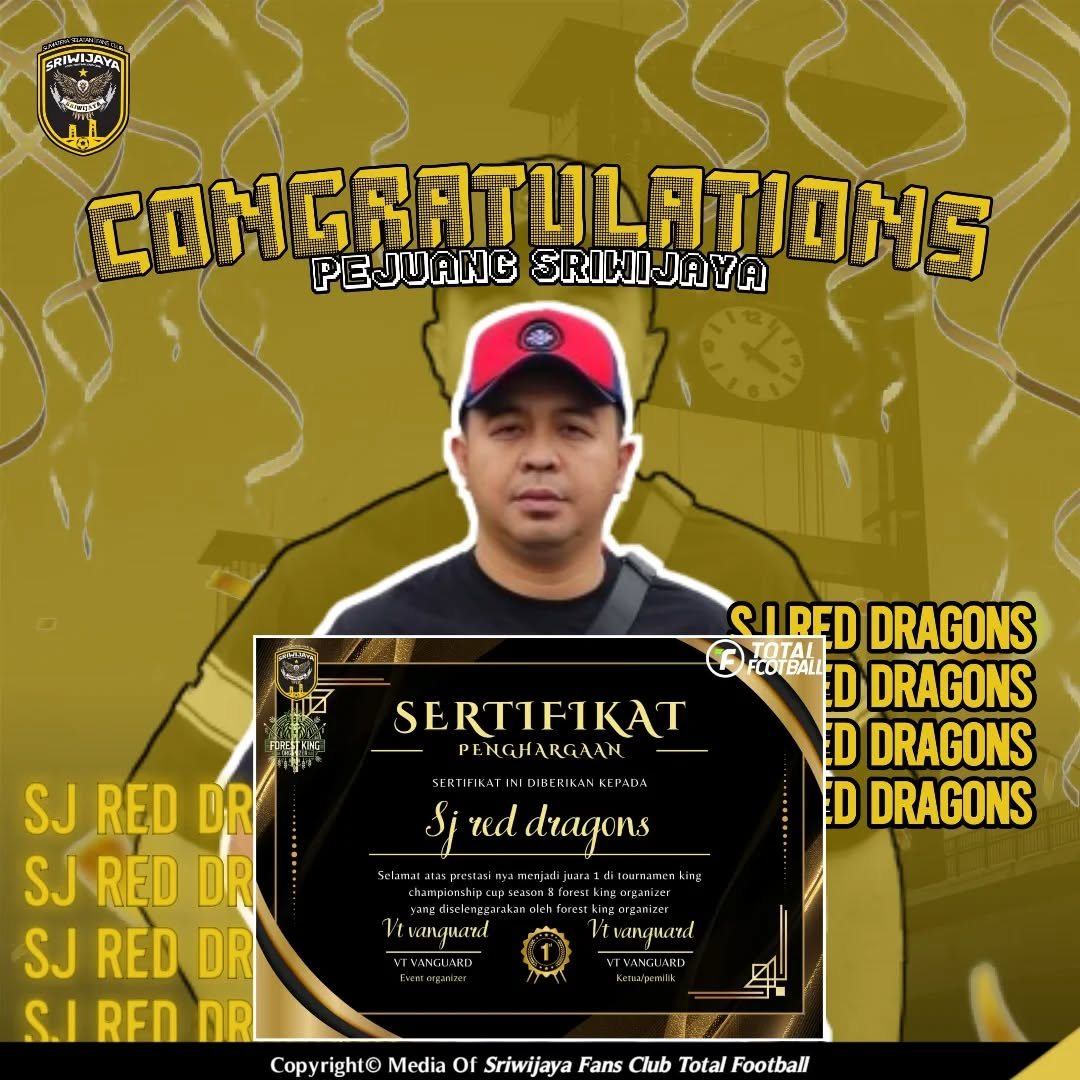 SUMATERA SELATAN FANS CLUB
SRIWIJAYA
SRIWIJAYA
CONGRATULATIONS
PEJUANG SRIWIJAYA
12
SJ RED DRAGONS
ED DRAGONS
ED DRAGONS
ED DRAGONS
TOTAL
FOOTBALL
SRIWIJAYA
FOREST KING
ORGANIZER
SERTIFIKAT
PENGHARGAAN
SERTIFIKAT INI DIBERIKAN KEPADA
Sj red dragons
Selamat atas prestasi nya menjadi juara 1 di tournamen king
championship cup season 8 forest king organizer
yang diselenggarakan oleh forest king organizer
Vt vanguard Vt vanguard
VT VANGUARD VT VANGUARD
Event organizer Ketua/pemilik
1
SJ RED DR
SJ RED DR
SJ RED DR
SJ RED DR
Copyright© Media Of Sriwijaya Fans Club Total Football